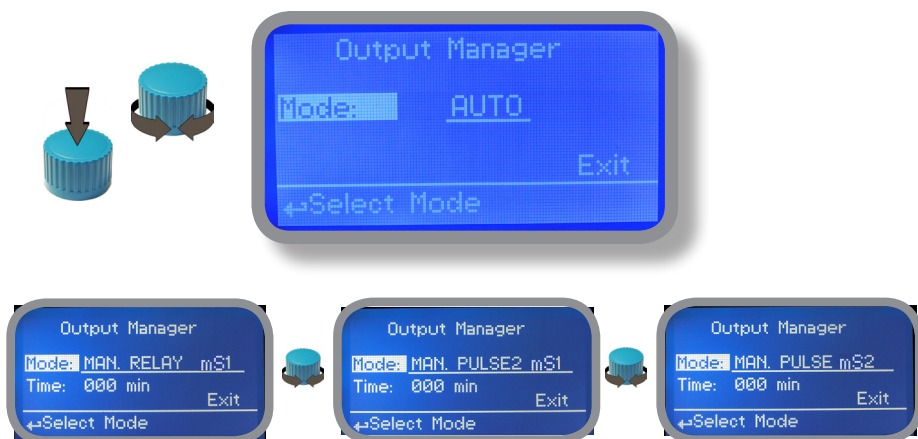 Output Manager
Mode: AUTO
Exit
↵Select Mode
Output Manager
Mode: MAN. RELAY mS1
Time: 000 min
Exit
↵Select Mode
Output Manager
Mode: MAN. PULSE2 mS1
Time: 000 min
Exit
↵Select Mode
Output Manager
Mode: MAN. PULSE mS2
Time: 000 min
Exit
↵Select Mode